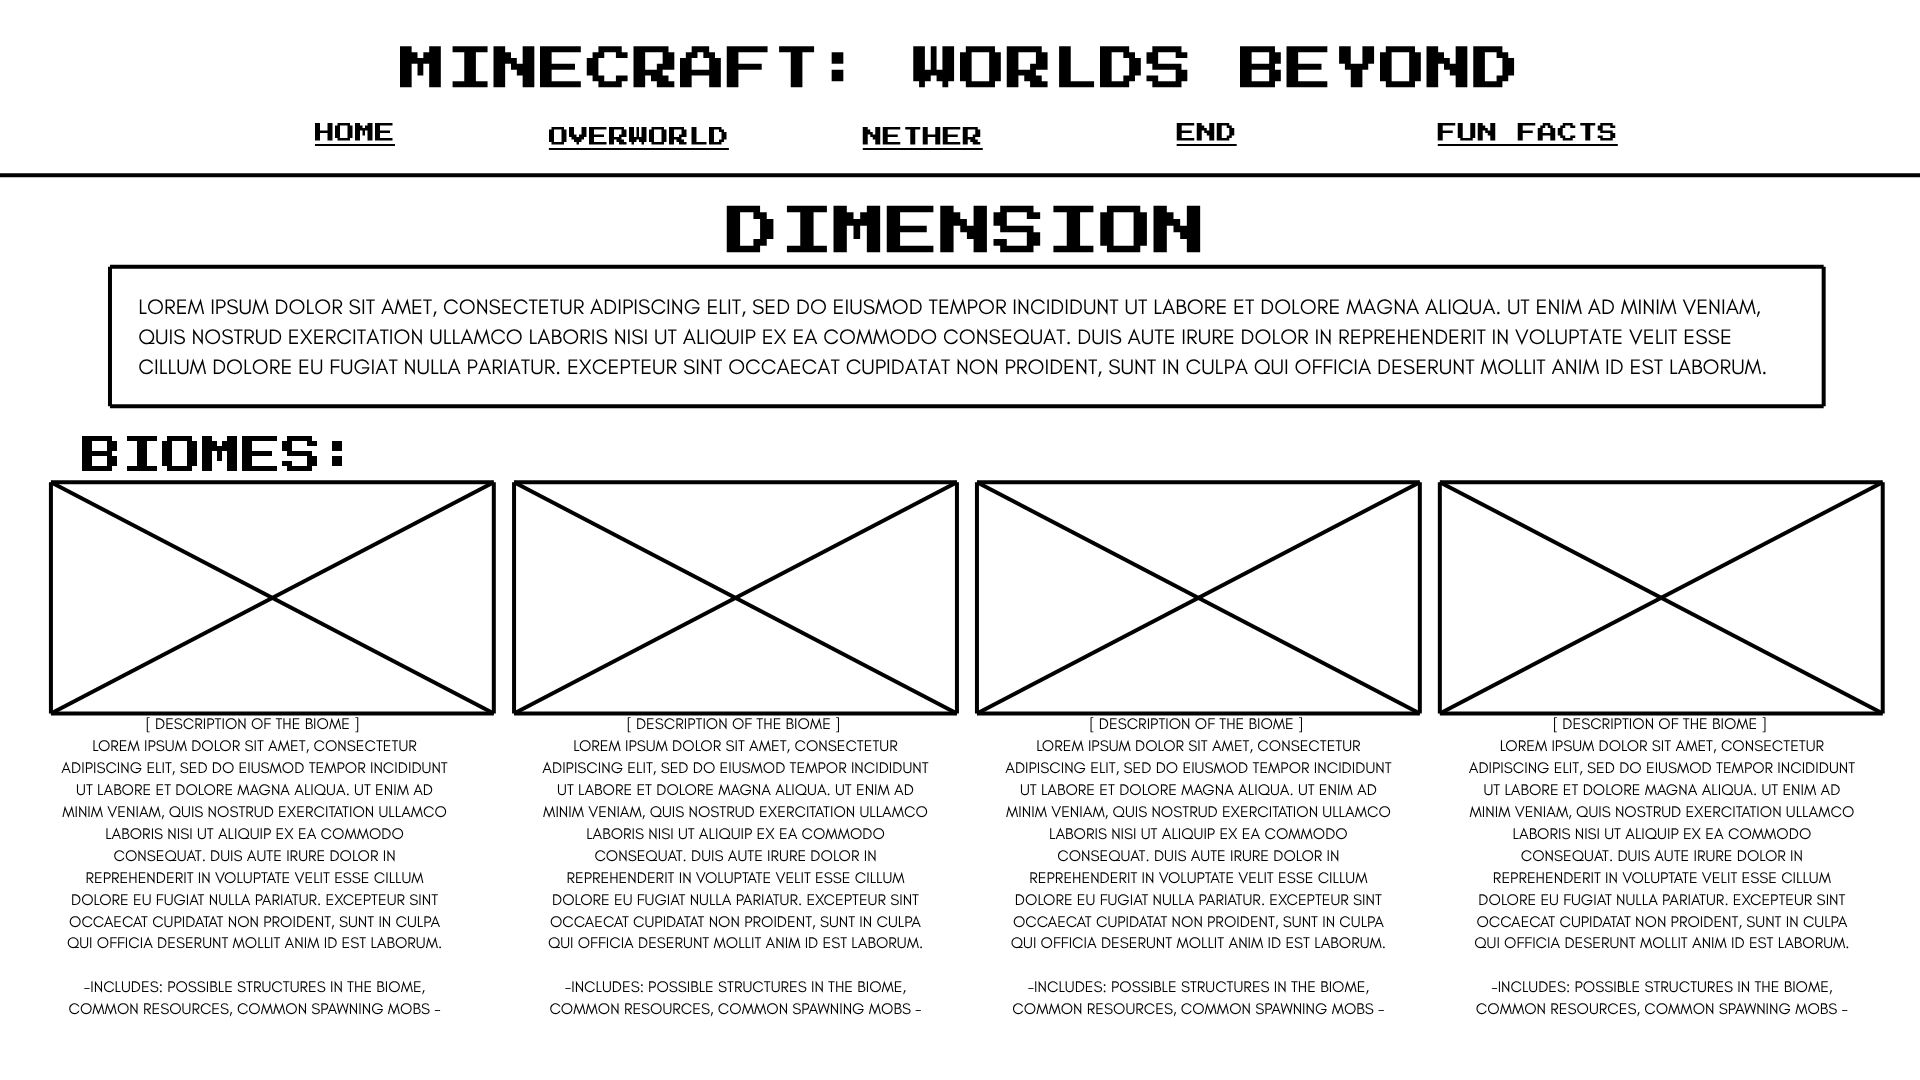 MINECRAFT: WORLDS BEYOND
HOME OVERWORLD NETHER END FUN FACTS
DIMENSION
LOREM IPSUM DOLOR SIT AMET, CONSECTETUR ADIPISCING ELIT, SED DO EIUSMOD TEMPOR INCIDIDUNT UT LABORE ET DOLORE MAGNA ALIQUA. UT ENIM AD MINIM VENIAM,
QUIS NOSTRUD EXERCITATION ULLAMCO LABORIS NISI UT ALIQUIP EX EA COMMODO CONSEQUAT. DUIS AUTE IRURE DOLOR IN REPREHENDERIT IN VOLUPTATE VELIT ESSE
CILLUM DOLORE EU FUGIAT NULLA PARIATUR. EXCEPTEUR SINT OCCAECAT CUPIDATAT NON PROIDENT, SUNT IN CULPA QUI OFFICIA DESERUNT MOLLIT ANIM ID EST LABORUM.
BIOMES:
[ DESCRIPTION OF THE BIOME ]
LOREM IPSUM DOLOR SIT AMET, CONSECTETUR
ADIPISCING ELIT, SED DO EIUSMOD TEMPOR INCIDIDUNT
UT LABORE ET DOLORE MAGNA ALIQUA. UT ENIM AD
MINIM VENIAM, QUIS NOSTRUD EXERCITATION ULLAMCO
LABORIS NISI UT ALIQUIP EX EA COMMODO
CONSEQUAT. DUIS AUTE IRURE DOLOR IN
REPREHENDERIT IN VOLUPTATE VELIT ESSE CILLUM
DOLORE EU FUGIAT NULLA PARIATUR. EXCEPTEUR SINT
OCCAECAT CUPIDATAT NON PROIDENT, SUNT IN CULPA
QUI OFFICIA DESERUNT MOLLIT ANIM ID EST LABORUM.
-INCLUDES: POSSIBLE STRUCTURES IN THE BIOME,
COMMON RESOURCES, COMMON SPAWNING MOBS -
[ DESCRIPTION OF THE BIOME ]
LOREM IPSUM DOLOR SIT AMET, CONSECTETUR
ADIPISCING ELIT, SED DO EIUSMOD TEMPOR INCIDIDUNT
UT LABORE ET DOLORE MAGNA ALIQUA. UT ENIM AD
MINIM VENIAM, QUIS NOSTRUD EXERCITATION ULLAMCO
LABORIS NISI UT ALIQUIP EX EA COMMODO
CONSEQUAT. DUIS AUTE IRURE DOLOR IN
REPREHENDERIT IN VOLUPTATE VELIT ESSE CILLUM
DOLORE EU FUGIAT NULLA PARIATUR. EXCEPTEUR SINT
OCCAECAT CUPIDATAT NON PROIDENT, SUNT IN CULPA
QUI OFFICIA DESERUNT MOLLIT ANIM ID EST LABORUM.
-INCLUDES: POSSIBLE STRUCTURES IN THE BIOME,
COMMON RESOURCES, COMMON SPAWNING MOBS -
[ DESCRIPTION OF THE BIOME ]
LOREM IPSUM DOLOR SIT AMET, CONSECTETUR
ADIPISCING ELIT, SED DO EIUSMOD TEMPOR INCIDIDUNT
UT LABORE ET DOLORE MAGNA ALIQUA. UT ENIM AD
MINIM VENIAM, QUIS NOSTRUD EXERCITATION ULLAMCO
LABORIS NISI UT ALIQUIP EX EA COMMODO
CONSEQUAT. DUIS AUTE IRURE DOLOR IN
REPREHENDERIT IN VOLUPTATE VELIT ESSE CILLUM
DOLORE EU FUGIAT NULLA PARIATUR. EXCEPTEUR SINT
OCCAECAT CUPIDATAT NON PROIDENT, SUNT IN CULPA
QUI OFFICIA DESERUNT MOLLIT ANIM ID EST LABORUM.
-INCLUDES: POSSIBLE STRUCTURES IN THE BIOME,
COMMON RESOURCES, COMMON SPAWNING MOBS -
[ DESCRIPTION OF THE BIOME ]
LOREM IPSUM DOLOR SIT AMET, CONSECTETUR
ADIPISCING ELIT, SED DO EIUSMOD TEMPOR INCIDIDUNT
UT LABORE ET DOLORE MAGNA ALIQUA. UT ENIM AD
MINIM VENIAM, QUIS NOSTRUD EXERCITATION ULLAMCO
LABORIS NISI UT ALIQUIP EX EA COMMODO
CONSEQUAT. DUIS AUTE IRURE DOLOR IN
REPREHENDERIT IN VOLUPTATE VELIT ESSE CILLUM
DOLORE EU FUGIAT NULLA PARIATUR. EXCEPTEUR SINT
OCCAECAT CUPIDATAT NON PROIDENT, SUNT IN CULPA
QUI OFFICIA DESERUNT MOLLIT ANIM ID EST LABORUM.
-INCLUDES: POSSIBLE STRUCTURES IN THE BIOME,
COMMON RESOURCES, COMMON SPAWNING MOBS -